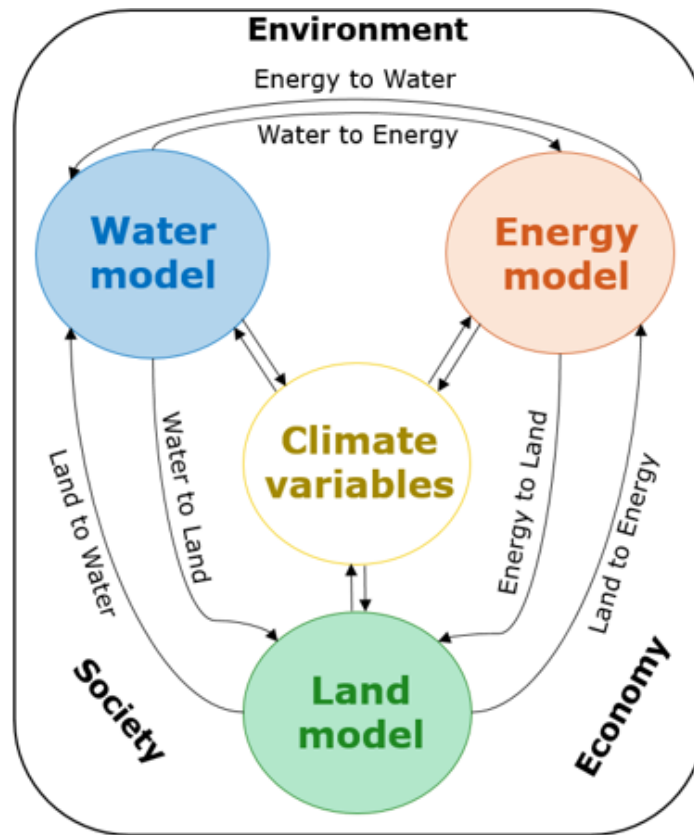 Environment
Energy to Water
Water to Energy
Water
model
Energy
model
Climate
variables
Land to Water
Water to Land
Energy to Land
Land to Energy
Land
model
Society
Economy